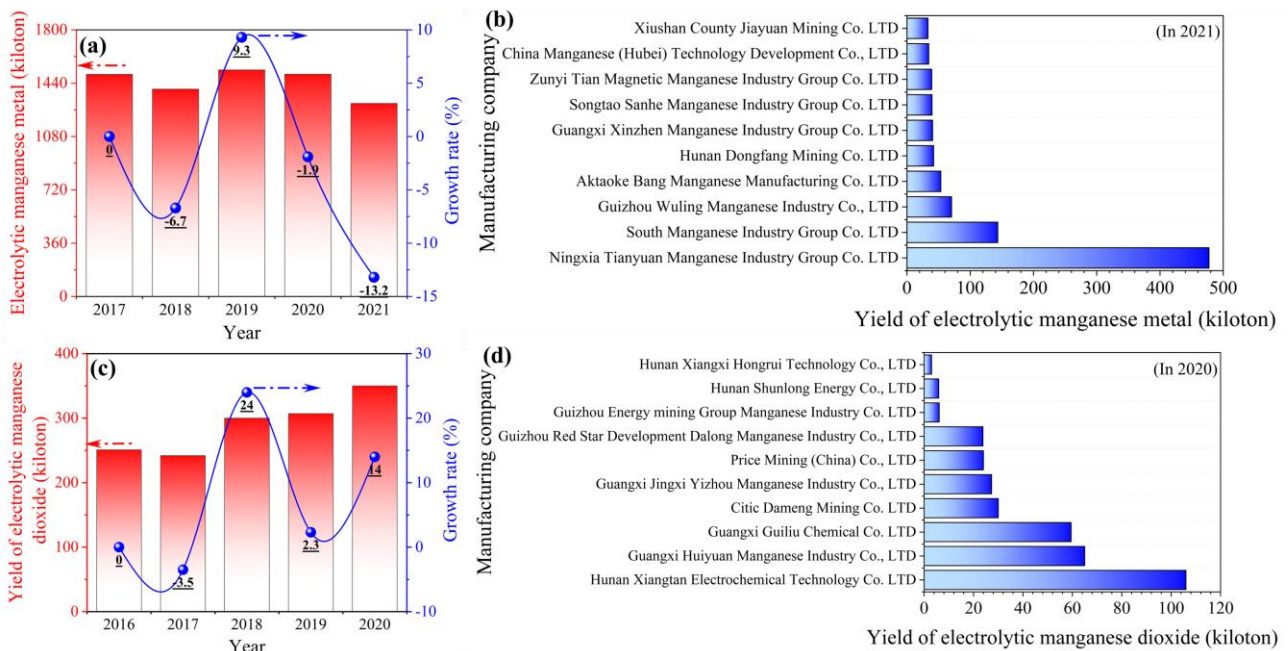 (a)
Electrolytic manganese metal (kiloton)
1800
1440
1080
720
360
0
0
-6.7
9.3
-1.9
-13.2
10
5
0
-5
-10
-15
Growth rate (%)
2017 2018 2019 2020 2021
Year
(b)
(In 2021)
Manufacturing company
Xiushan County Jiayuan Mining Co. LTD
China Manganese (Hubei) Technology Development Co., LTD
Zunyi Tian Magnetic Manganese Industry Group Co. LTD
Songtao Sanhe Manganese Industry Group Co. LTD
Guangxi Xinzhen Manganese Industry Group Co. LTD
Hunan Dongfang Mining Co. LTD
Aktaoke Bang Manganese Manufacturing Co. LTD
Guizhou Wuling Manganese Industry Co., LTD
South Manganese Industry Group Co. LTD
Ningxia Tianyuan Manganese Industry Group Co. LTD
0 100 200 300 400 500
Yield of electrolytic manganese metal (kiloton)
(c)
Yield of electrolytic manganese
dioxide (kiloton)
400
300
200
100
0
0
-3.5
24
2.3
14
30
20
10
0
-10
Growth rate (%)
2016 2017 2018 2019 2020
Year
(d)
(In 2020)
Manufacturing company
Hunan Xiangxi Hongrui Technology Co., LTD
Hunan Shunlong Energy Co., LTD
Guizhou Energy mining Group Manganese Industry Co., LTD
Guizhou Red Star Development Dalong Manganese Industry Co., LTD
Price Mining (China) Co., LTD
Guangxi Jingxi Yizhou Manganese Industry Co., LTD
Citic Dameng Mining Co. LTD
Guangxi Guiliu Chemical Co. LTD
Guangxi Huiyuan Manganese Industry Co., LTD
Hunan Xiangtan Electrochemical Technology Co. LTD
0 20 40 60 80 100 120
Yield of electrolytic manganese dioxide (kiloton)